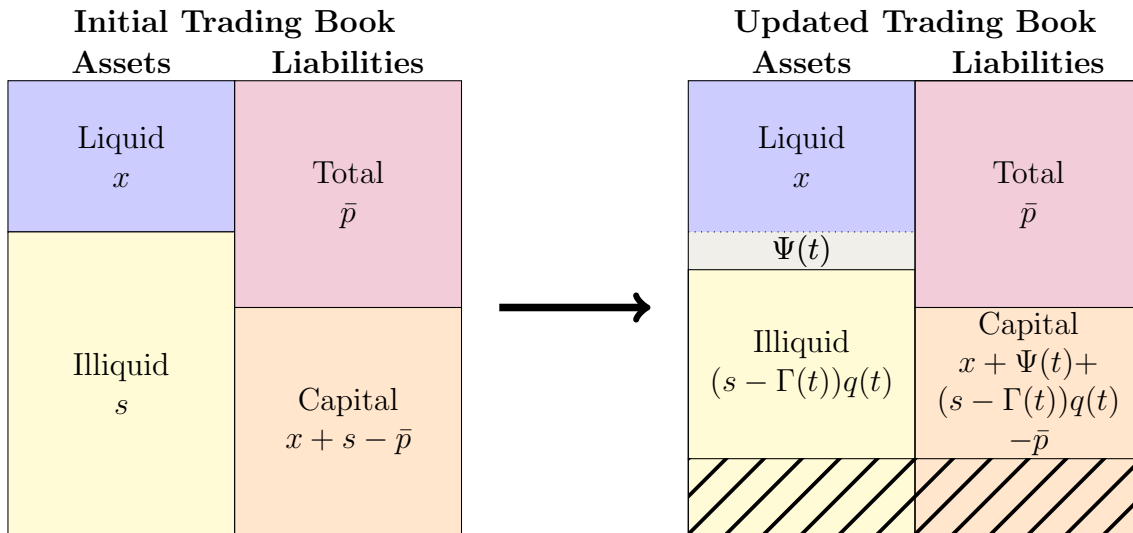 Initial Trading Book
Assets Liabilities
Liquid
x
Total
p̄
Illiquid
s
Capital
x + s − p̄
Updated Trading Book
Assets Liabilities
Liquid
x
Ψ(t)
Total
p̄
Illiquid
(s − Γ(t))q(t)
Capital
x + Ψ(t)+
(s − Γ(t))q(t)
−p̄